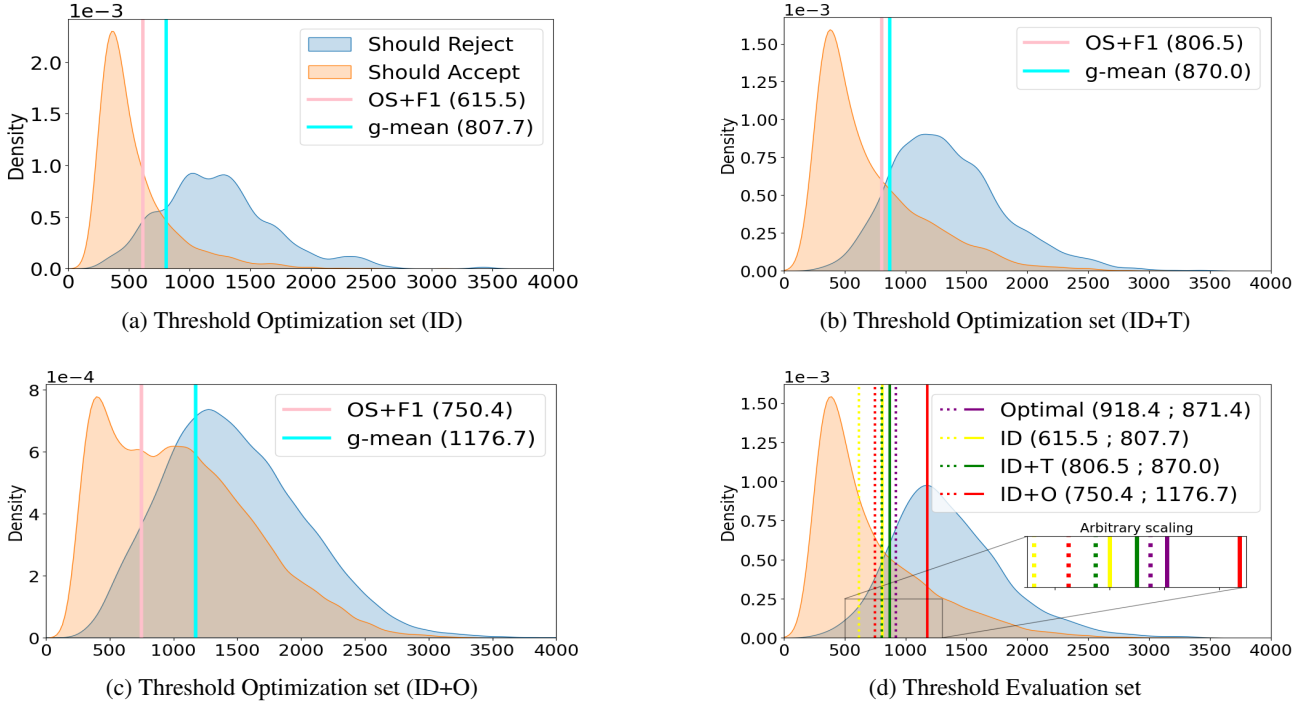 1e−3
Density
2.0
1.5
1.0
0.5
0.0
Should Reject
Should Accept
OS+F1 (615.5)
g-mean (807.7)
0 500 1000 1500 2000 2500 3000 3500 4000
(a) Threshold Optimization set (ID)
1e−3
Density
1.50
1.25
1.00
0.75
0.50
0.25
0.00
OS+F1 (806.5)
g-mean (870.0)
0 500 1000 1500 2000 2500 3000 3500 4000
(b) Threshold Optimization set (ID+T)
1e−4
Density
8
6
4
2
0
OS+F1 (750.4)
g-mean (1176.7)
0 500 1000 1500 2000 2500 3000 3500 4000
(c) Threshold Optimization set (ID+O)
1e−3
Density
1.50
1.25
1.00
0.75
0.50
0.25
0.00
Optimal (918.4 ; 871.4)
ID (615.5 ; 807.7)
ID+T (806.5 ; 870.0)
ID+O (750.4 ; 1176.7)
Arbitrary scaling
0 500 1000 1500 2000 2500 3000 3500 4000
(d) Threshold Evaluation set